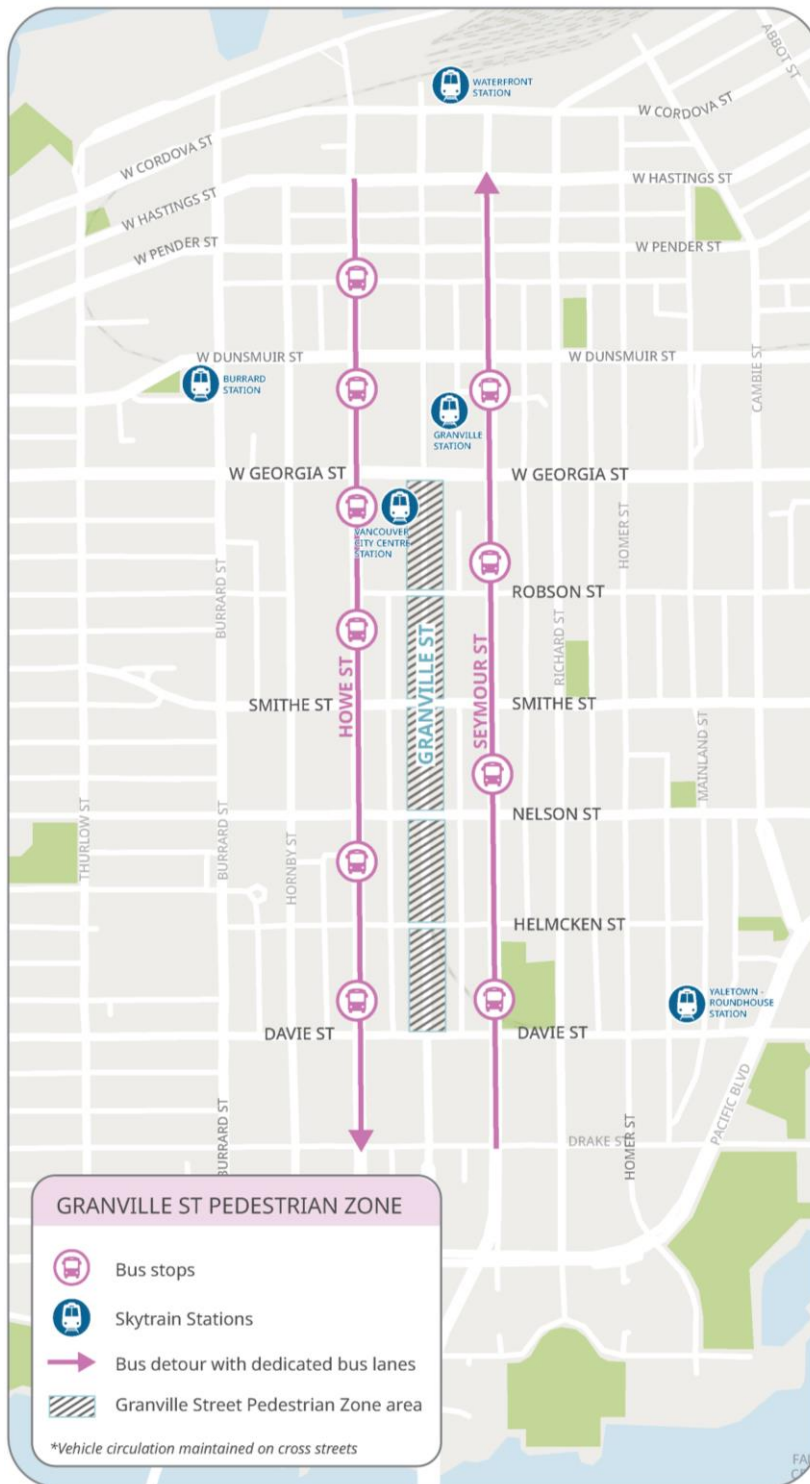 ABBOT ST
WATERFRONT
STATION
W CORDOVA ST
W CORDOVA ST
W HASTINGS ST
W HASTINGS ST
W PENDER ST
W PENDER ST
W DUNSMUIR ST
W DUNSMUIR ST
BURRARD
STATION
CAMBIE ST
GRANVILLE
STATION
W GEORGIA ST
W GEORGIA ST
VANCOUVER
CITY CENTRE
STATION
HOMER ST
BURRARD ST
ROBSON ST
HOWE ST
GRANVILLE ST
SEYMOUR ST
RICHARD ST
SMITHE ST
SMITHE ST
MAINLAND ST
THURLOW ST
BURRARD ST
HORNBY ST
NELSON ST
HELMCKEN ST
YALETOWN -
ROUNDHOUSE
STATION
DAVIE ST
DAVIE ST
PACIFIC BLVD
BURRARD ST
DRAKE ST
HOMER ST
GRANVILLE ST PEDESTRIAN ZONE
Bus stops
Skytrain Stations
Bus detour with dedicated bus lanes
Granville Street Pedestrian Zone area
*Vehicle circulation maintained on cross streets